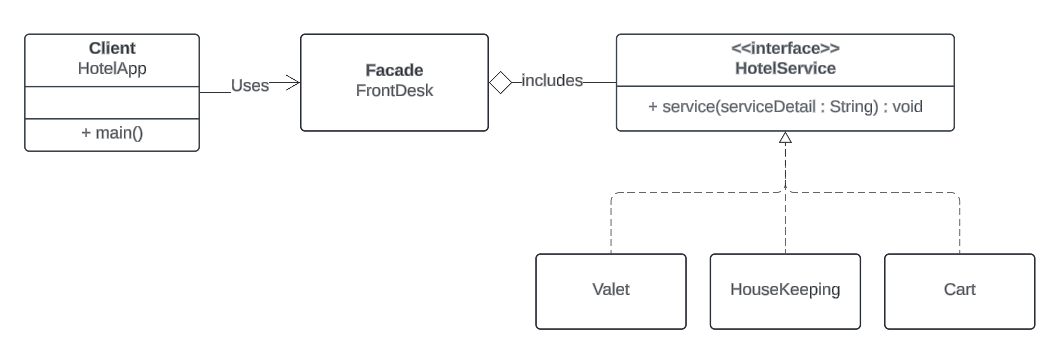 Client
HotelApp
+ main()
Uses
Facade
FrontDesk
includes
<<interface>>
HotelService
+ service(serviceDetail : String) : void
Valet
HouseKeeping
Cart